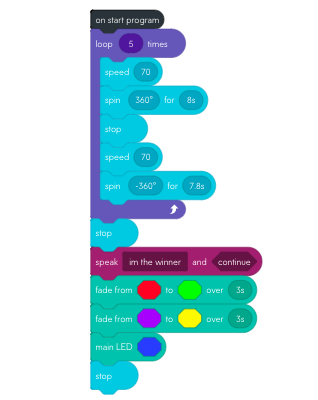 on start program
loop 5 times
speed 70
spin 360° for 8s
stop
speed 70
spin -360° for 7.8s
stop
speak im the winner and continue
fade from to over 3s
fade from to over 3s
main LED
stop